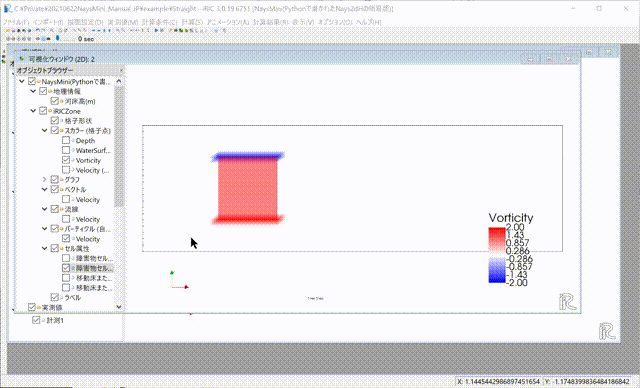 C:¥Private¥20210622NaysMini_Manual_JP¥example¥Straight - iRIC 3.0.19.6751 [NaysMini(Pythonで書かれたNays2dHの簡易版)]
ファイル(F) インポート(I) 地理情報(E) 実測値(M) 計算条件(C) 計算(S) アニメーション(A) 計算結果(R) 表示(V) オプション(O) ヘルプ(H)
0 sec
可視化ウィンドウ (2D): 2
オブジェクトブラウザー
NaysMini(Pythonで書...
地理情報
河床高(m)
iRICZone
格子形状
スカラー (格子点)
Depth
WaterSurf...
Vorticity
Velocity (...
グラフ
ベクトル
Velocity
流線
Velocity
パーティクル (自...
Velocity
セル属性
障害物セル...
障害物セル...
移動床また...
移動床また...
ラベル
実測値
計測1
Vorticity
2.00
1.43
0.857
0.286
-0.286
-0.857
-1.43
-2.00
iR
iR
X: 1.1445442986897451654
Y: -1.1748399836484186842